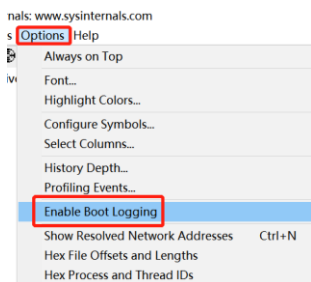 nals: www.sysinternals.com
s Options Help
Always on Top
Font...
Highlight Colors...
Configure Symbols...
Select Columns...
History Depth...
Profiling Events...
Enable Boot Logging
Show Resolved Network Addresses Ctrl+N
Hex File Offsets and Lengths
Hex Process and Thread IDs